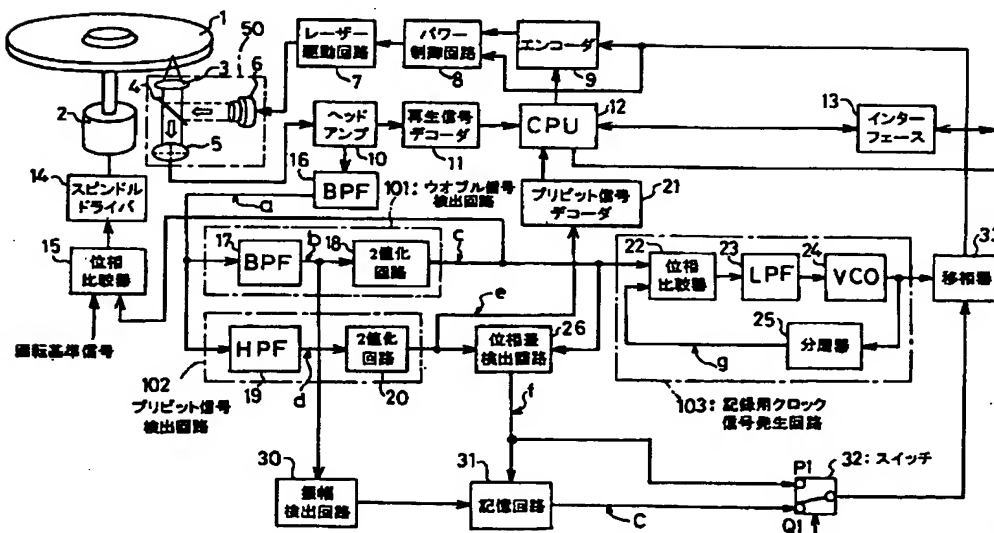 1
50
レーザー
駆動回路
7
パワー
制御回路
8
エンコーダ
9
3
4
6
2
5
ヘッド
アンプ
10
再生信号
デコーダ
11
CPU
12
13
インター
フェース
14
スピンドル
ドライバ
116
BPF
a
101:ウオブル信号
検出回路
プリピット信号
デコーダ
21
15
位相
比較器
17
BPF
b
18
2値化
回路
c
22
位相
比較器
23
LPF
24
VCO
33
移相器
e
25
分周器
g
回転基準信号
HPF
19
d
2値化
回路
20
26
位相差
検出回路
102
プリピット信号
検出回路
f
103:記録用クロック
信号発生回路
30
振幅
検出回路
31
記憶回路
C
P1
32:スイッチ
Q1